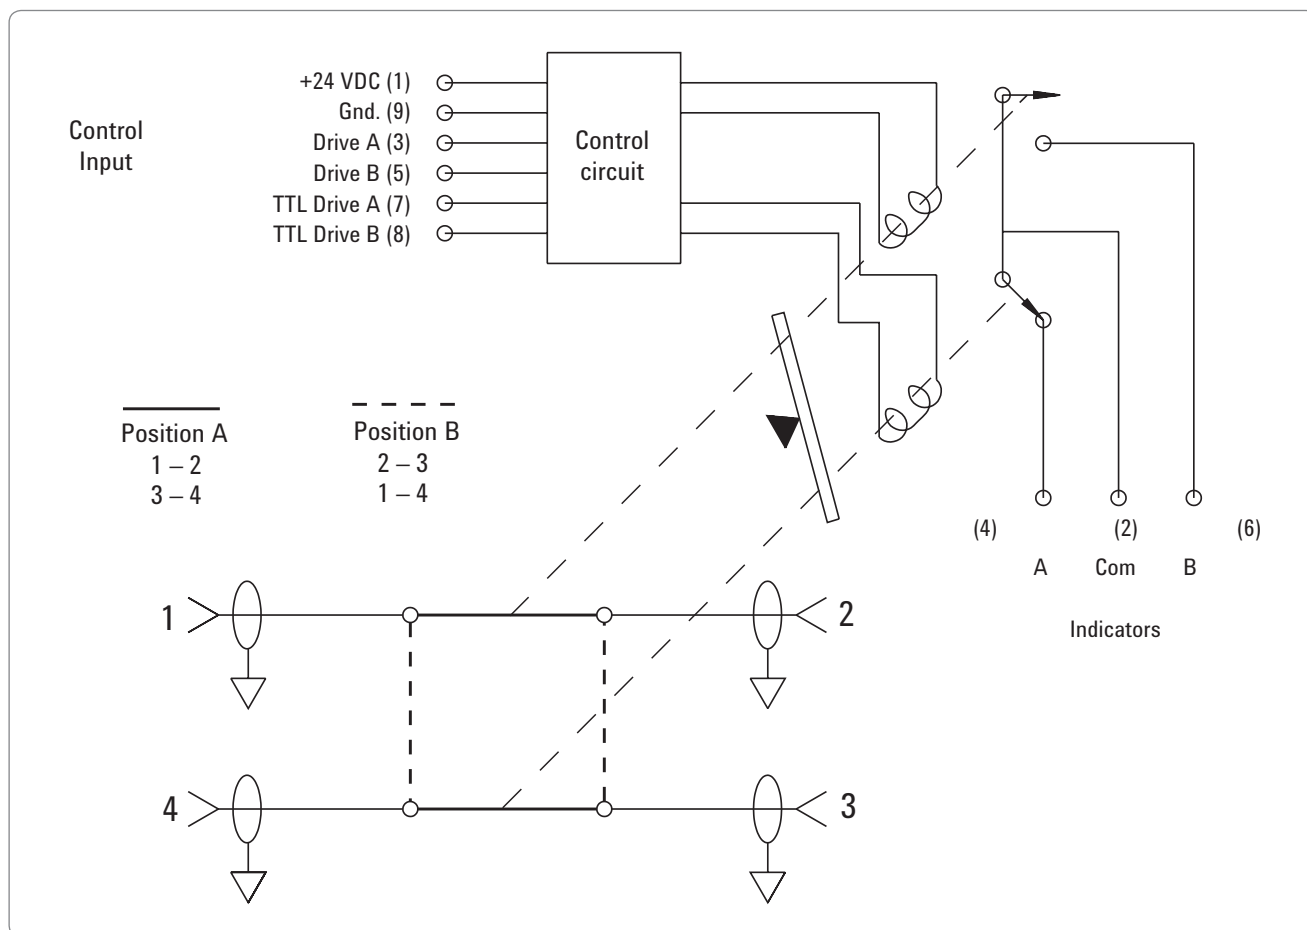 Control
Input
+24 VDC (1)
Gnd. (9)
Drive A (3)
Drive B (5)
TTL Drive A (7)
TTL Drive B (8)
Control
circuit
Position A
1 – 2
3 – 4
Position B
2 – 3
1 – 4
(4) (2) (6)
A Com B
Indicators
1 2
4 3